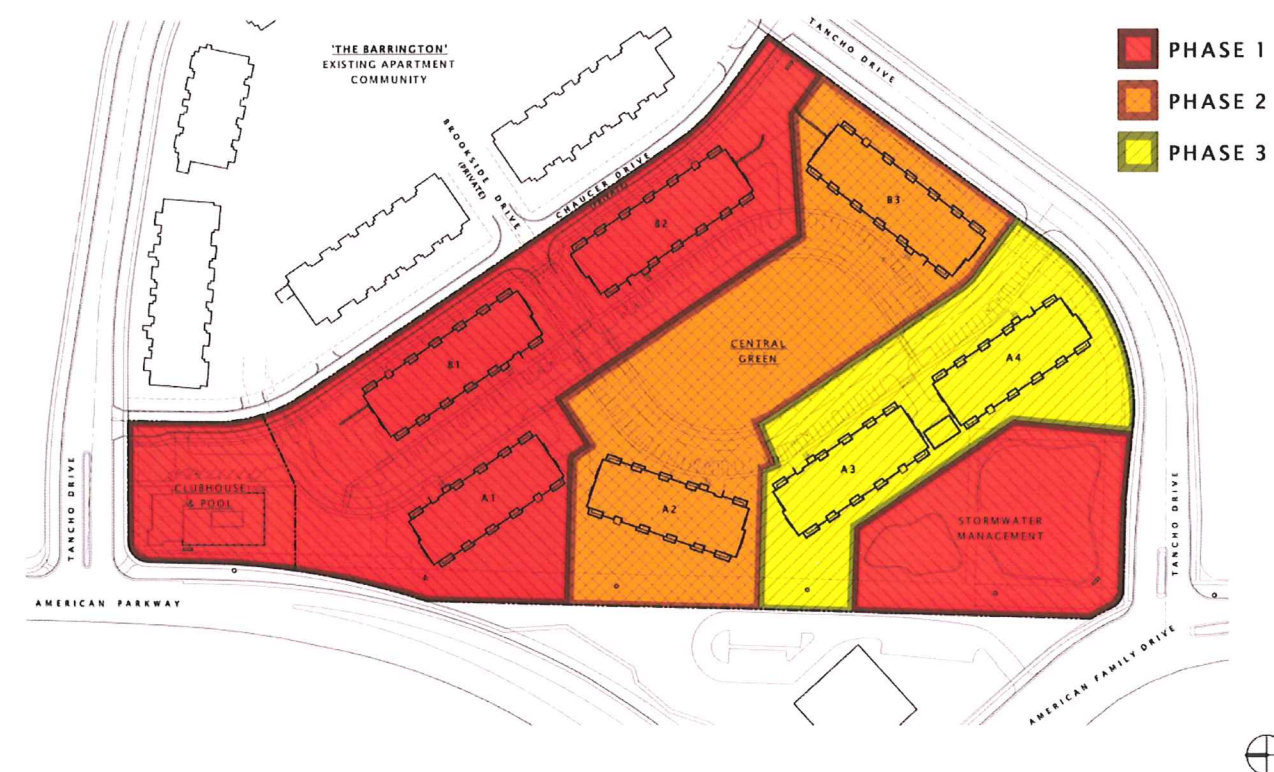 'THE BARRINGTON'
EXISTING APARTMENT
COMMUNITY
TANCHO DRIVE
PHASE 1
PHASE 2
PHASE 3
BROOKSIDE DRIVE
(PRIVATE)
CHAUCER DRIVE
(PRIVATE)
B3
B2
B1
CENTRAL
GREEN
A4
A3
A1
A2
CLUBHOUSE
& POOL
STORMWATER
MANAGEMENT
TANCHO DRIVE
TANCHO DRIVE
AMERICAN PARKWAY
AMERICAN FAMILY DRIVE